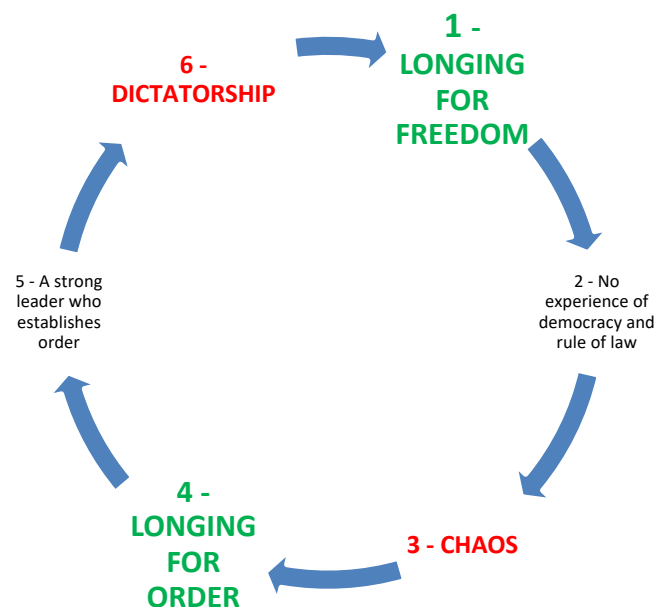 1 -
LONGING
FOR
FREEDOM
2 - No
experience of
democracy and
rule of law
3 - CHAOS
4 -
LONGING
FOR
ORDER
5 - A strong
leader who
establishes
order
6 -
DICTATORSHIP